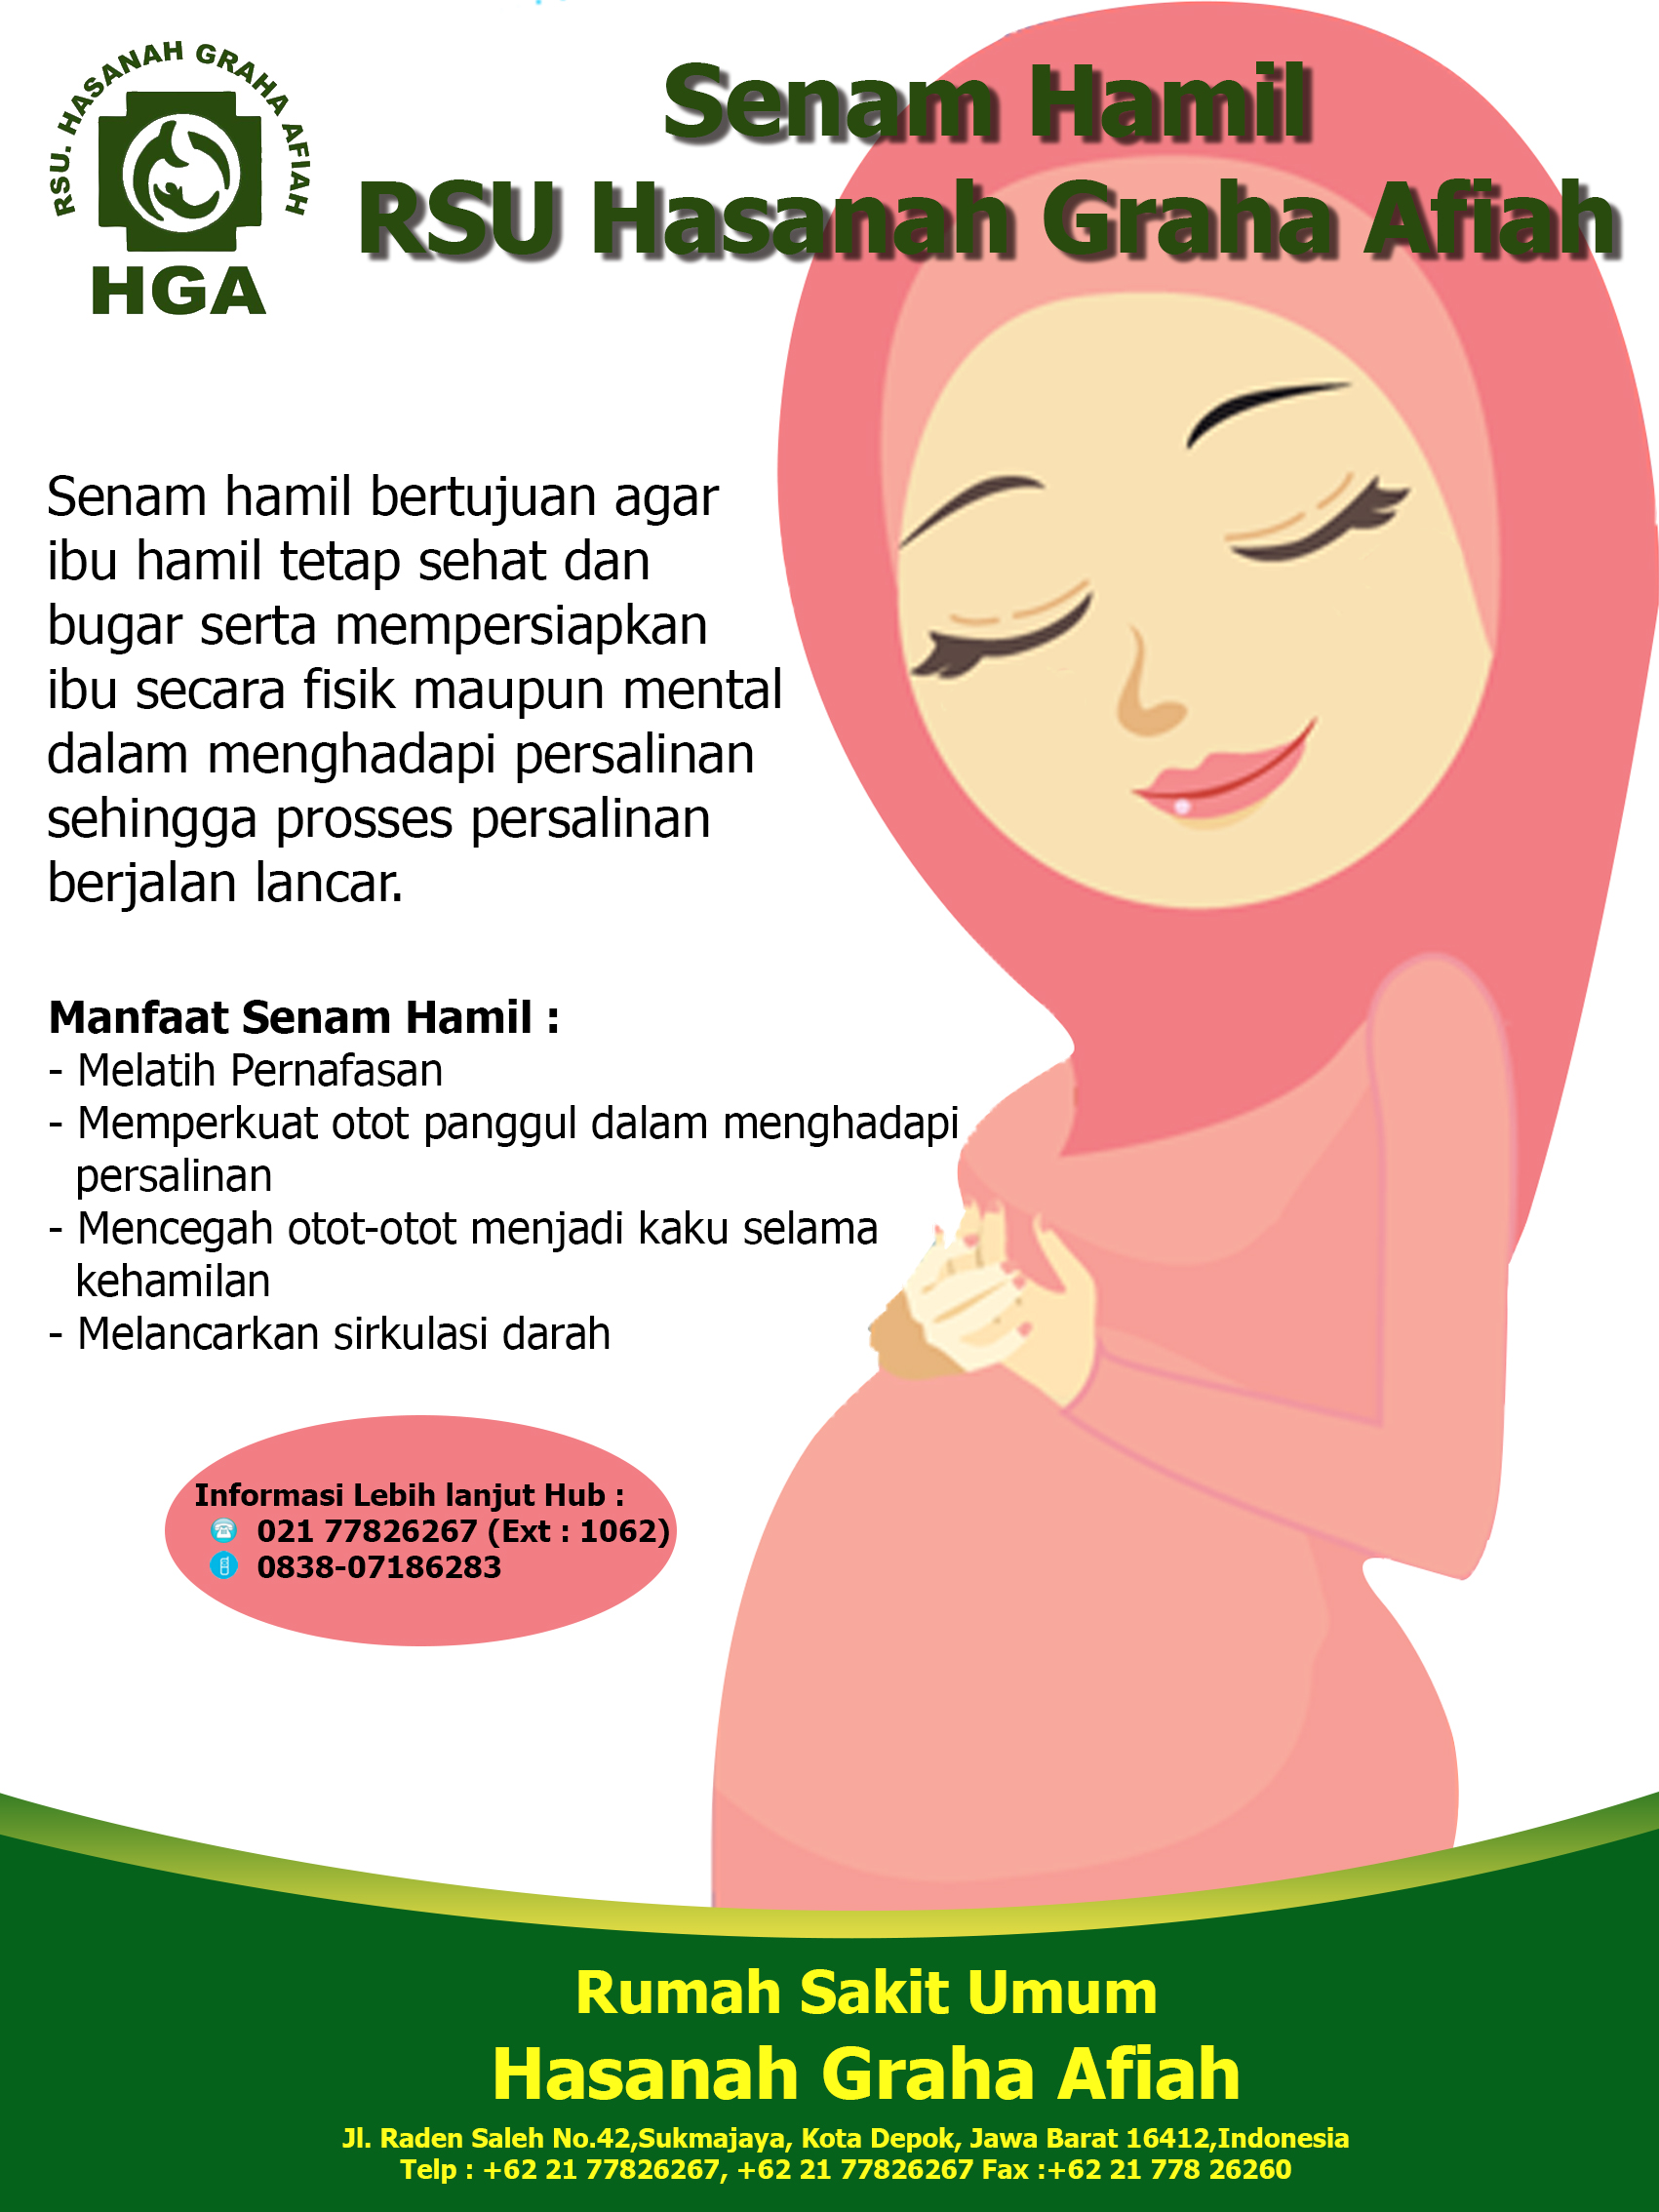 RSU. HASANAH GRAHA AFIAH
HGA
Senam Hamil
RSU Hasanah Graha Afiah
Senam hamil bertujuan agar
ibu hamil tetap sehat dan
bugar serta mempersiapkan
ibu secara fisik maupun mental
dalam menghadapi persalinan
sehingga prosses persalinan
berjalan lancar.
Manfaat Senam Hamil :
- Melatih Pernafasan
- Memperkuat otot panggul dalam menghadapi
persalinan
- Mencegah otot-otot menjadi kaku selama
kehamilan
- Melancarkan sirkulasi darah
Informasi Lebih lanjut Hub :
021 77826267 (Ext : 1062)
0838-07186283
Rumah Sakit Umum
Hasanah Graha Afiah
Jl. Raden Saleh No.42,Sukmajaya, Kota Depok, Jawa Barat 16412,Indonesia
Telp : +62 21 77826267, +62 21 77826267 Fax :+62 21 778 26260